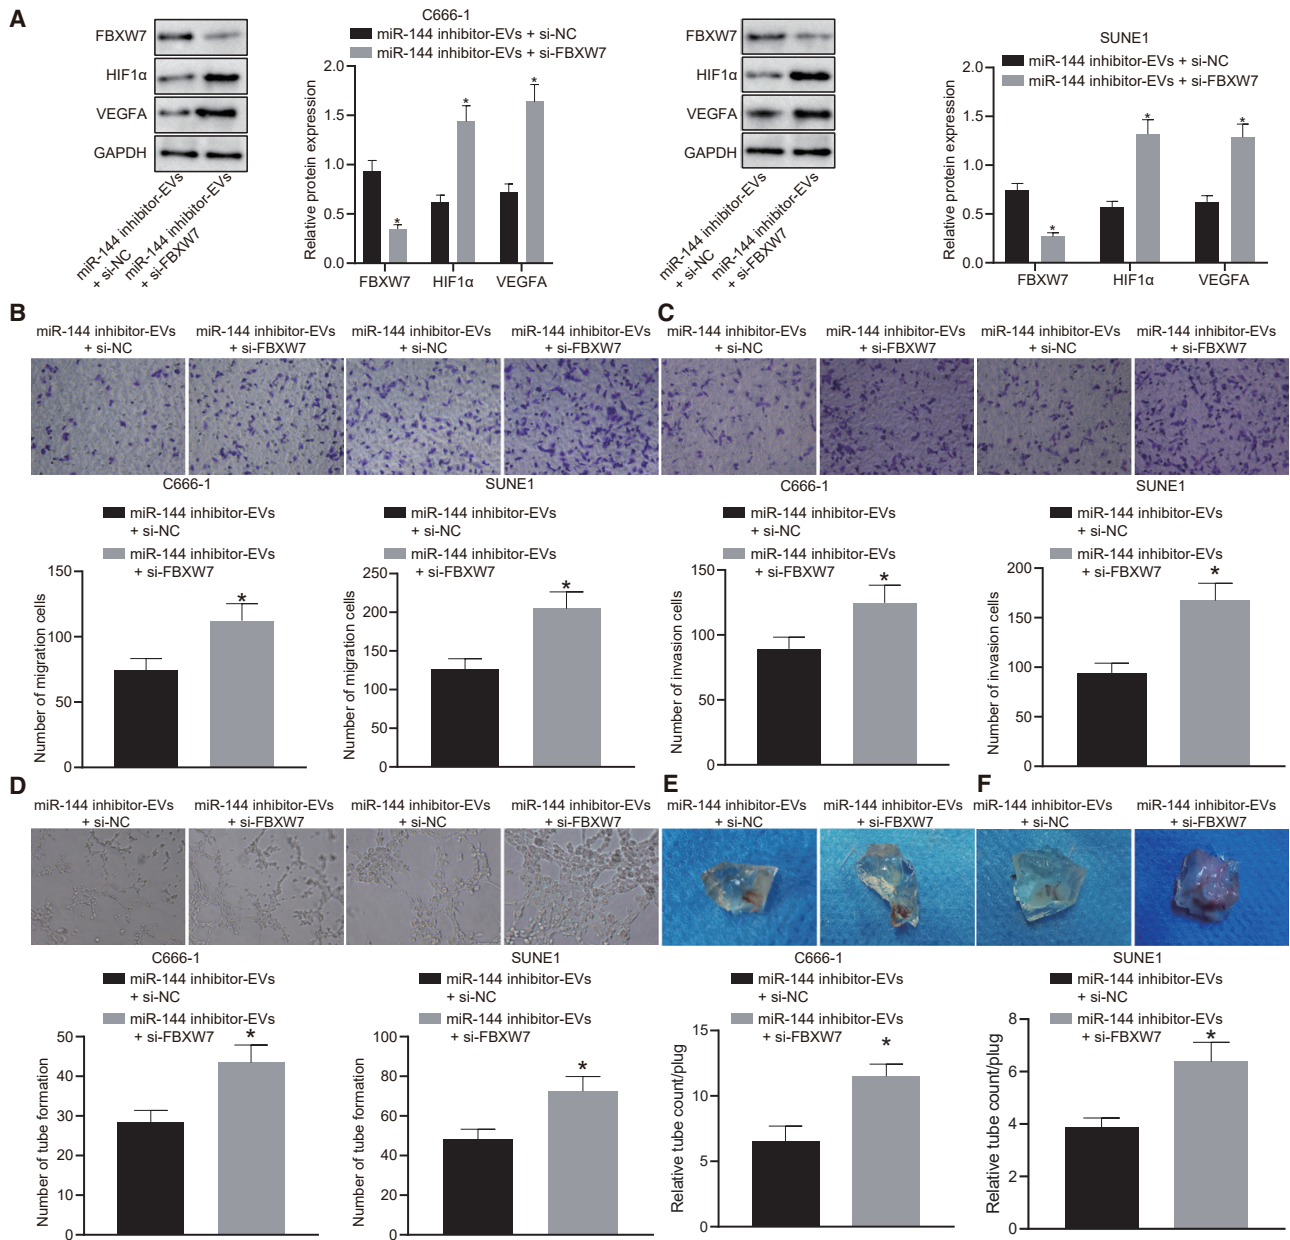 A
FBXW7
HIF1α
VEGFA
GAPDH
miR-144 inhibitor-EVs
+ si-NC
miR-144 inhibitor-EVs
+ si-FBXW7
C666-1
miR-144 inhibitor-EVs + si-NC
miR-144 inhibitor-EVs + si-FBXW7
Relative protein expression
2.0
1.5
1.0
0.5
0.0
* * *
FBXW7 HIF1α VEGFA
FBXW7
HIF1α
VEGFA
GAPDH
miR-144 inhibitor-EVs
+ si-NC
miR-144 inhibitor-EVs
+ si-FBXW7
SUNE1
miR-144 inhibitor-EVs + si-NC
miR-144 inhibitor-EVs + si-FBXW7
Relative protein expression
2.0
1.5
1.0
0.5
0.0
* * *
FBXW7 HIF1α VEGFA
B
miR-144 inhibitor-EVs
+ si-NC
miR-144 inhibitor-EVs
+ si-FBXW7
miR-144 inhibitor-EVs
+ si-NC
miR-144 inhibitor-EVs
+ si-FBXW7
C666-1
miR-144 inhibitor-EVs
+ si-NC
miR-144 inhibitor-EVs
+ si-FBXW7
Number of migration cells
150
100
50
0
*
SUNE1
miR-144 inhibitor-EVs
+ si-NC
miR-144 inhibitor-EVs
+ si-FBXW7
Number of migration cells
250
200
150
100
50
0
*
C
miR-144 inhibitor-EVs
+ si-NC
miR-144 inhibitor-EVs
+ si-FBXW7
miR-144 inhibitor-EVs
+ si-NC
miR-144 inhibitor-EVs
+ si-FBXW7
C666-1
miR-144 inhibitor-EVs
+ si-NC
miR-144 inhibitor-EVs
+ si-FBXW7
Number of invasion cells
150
100
50
0
*
SUNE1
miR-144 inhibitor-EVs
+ si-NC
miR-144 inhibitor-EVs
+ si-FBXW7
Number of invasion cells
200
150
100
50
0
*
D
miR-144 inhibitor-EVs
+ si-NC
miR-144 inhibitor-EVs
+ si-FBXW7
miR-144 inhibitor-EVs
+ si-NC
miR-144 inhibitor-EVs
+ si-FBXW7
C666-1
miR-144 inhibitor-EVs
+ si-NC
miR-144 inhibitor-EVs
+ si-FBXW7
Number of tube formation
50
40
30
20
10
0
*
SUNE1
miR-144 inhibitor-EVs
+ si-NC
miR-144 inhibitor-EVs
+ si-FBXW7
Number of tube formation
100
80
60
40
20
0
*
E
miR-144 inhibitor-EVs
+ si-NC
miR-144 inhibitor-EVs
+ si-FBXW7
C666-1
miR-144 inhibitor-EVs
+ si-NC
miR-144 inhibitor-EVs
+ si-FBXW7
Relative tube count/plug
15
10
5
0
*
F
miR-144 inhibitor-EVs
+ si-NC
miR-144 inhibitor-EVs
+ si-FBXW7
SUNE1
miR-144 inhibitor-EVs
+ si-NC
miR-144 inhibitor-EVs
+ si-FBXW7
Relative tube count/plug
8
6
4
2
0
*